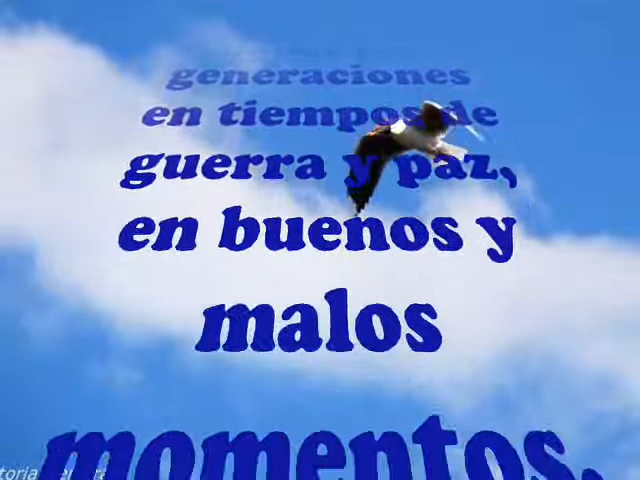 generaciones
en tiempos de
guerra y paz,
en buenos y
malos
momentos.